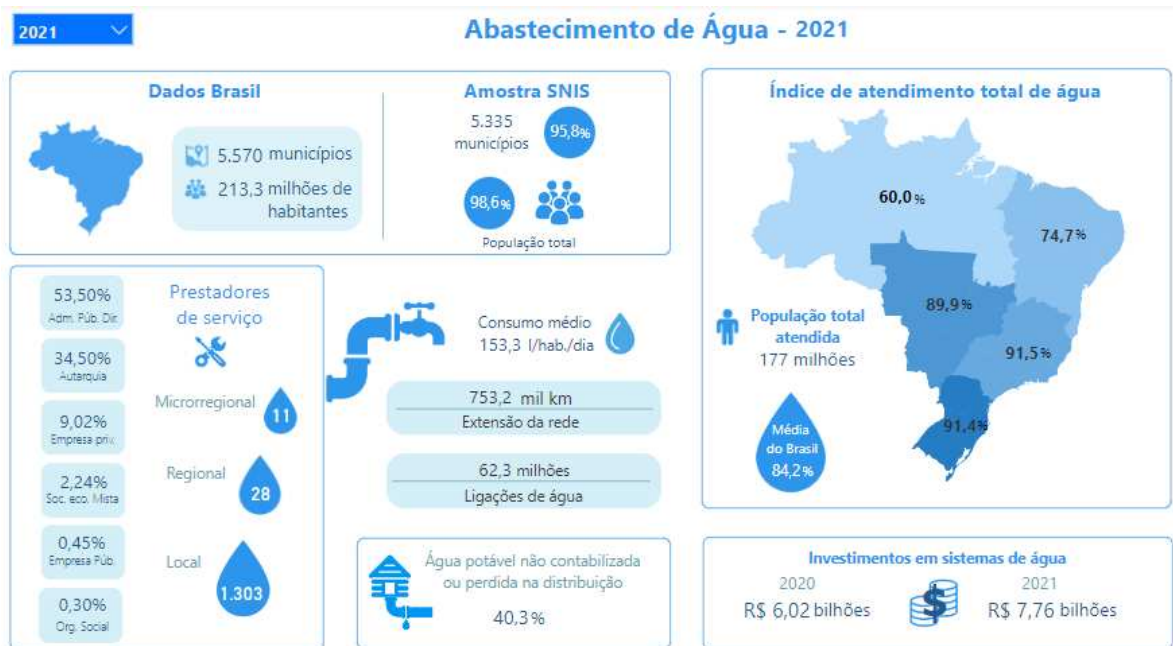 2021
Abastecimento de Água - 2021
Dados Brasil
5.570 municípios
213,3 milhões de
habitantes
Amostra SNIS
5.335
municípios
95,8%
98,6%
População total
Índice de atendimento total de água
60,0 %
74,7%
89,9%
91,5%
91,4%
População total
atendida
177 milhões
Média
do Brasil
84,2%
53,50%
Adm. Púb. Dir.
34,50%
Autarquia
9,02%
Empresa priv.
2,24%
Soc. eco. Mista
0,45%
Empresa Púb.
0,30%
Org. Social
Prestadores
de serviço
Microrregional
11
Regional
28
Local
1.303
Consumo médio
153,3 l/hab./dia
753,2 mil km
Extensão da rede
62,3 milhões
Ligações de água
Água potável não contabilizada
ou perdida na distribuição
40,3%
Investimentos em sistemas de água
2020
R$ 6,02 bilhões
$
2021
R$ 7,76 bilhões